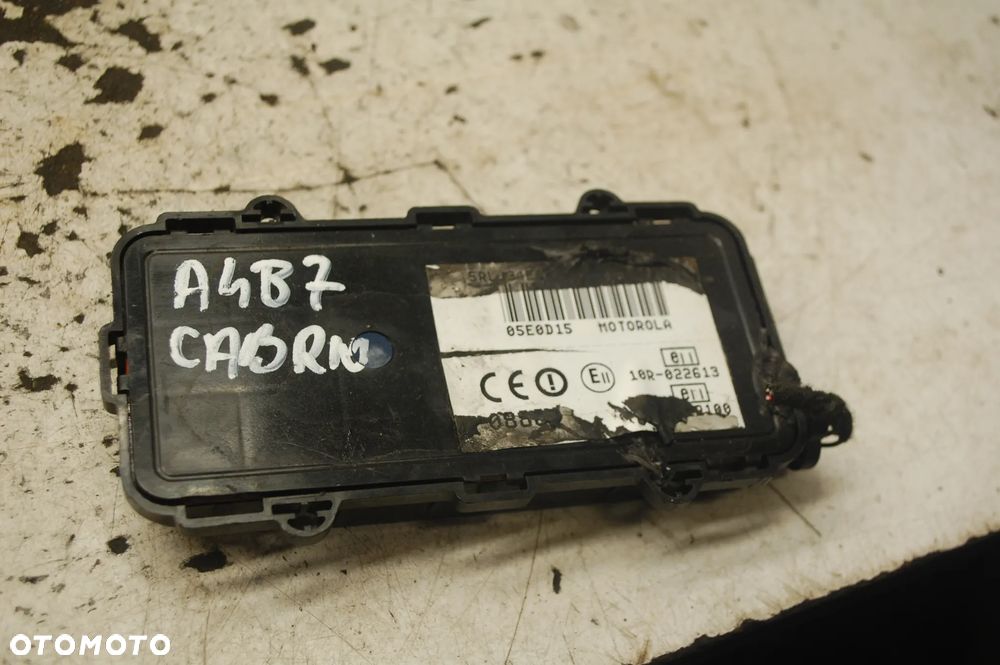 A4B7
CABRIO
05E0D15 MOTOROLA
CE
E11
e11
10R-022613
e11
OTOMOTO